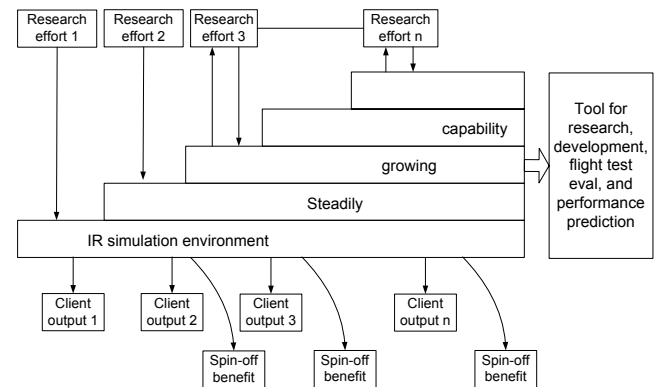 Research
effort 1
Research
effort 2
Research
effort 3
Research
effort n
capability
growing
Steadily
IR simulation environment
Tool for
research,
development,
flight test
eval, and
performance
prediction
Client
output 1
Client
output 2
Client
output 3
Client
output n
Spin-off
benefit
Spin-off
benefit
Spin-off
benefit